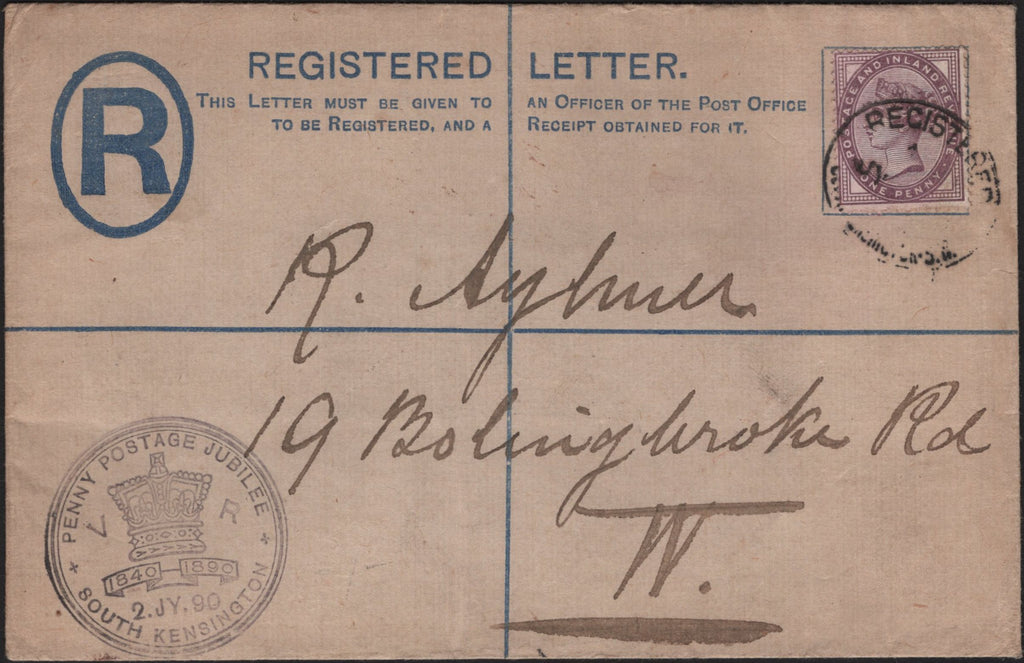 R
REGISTERED LETTER.
THIS LETTER MUST BE GIVEN TO AN OFFICER OF THE POST OFFICE
TO BE REGISTERED, AND A RECEIPT OBTAINED FOR IT.
POSTAGE AND INLAND REVENUE
ONE PENNY
REGISTERED
JY
S.W.
R. Aylmer
19 Bolingbroke Rd
W.
PENNY POSTAGE JUBILEE
V R
1840 1890
2.JY.90
SOUTH KENSINGTON